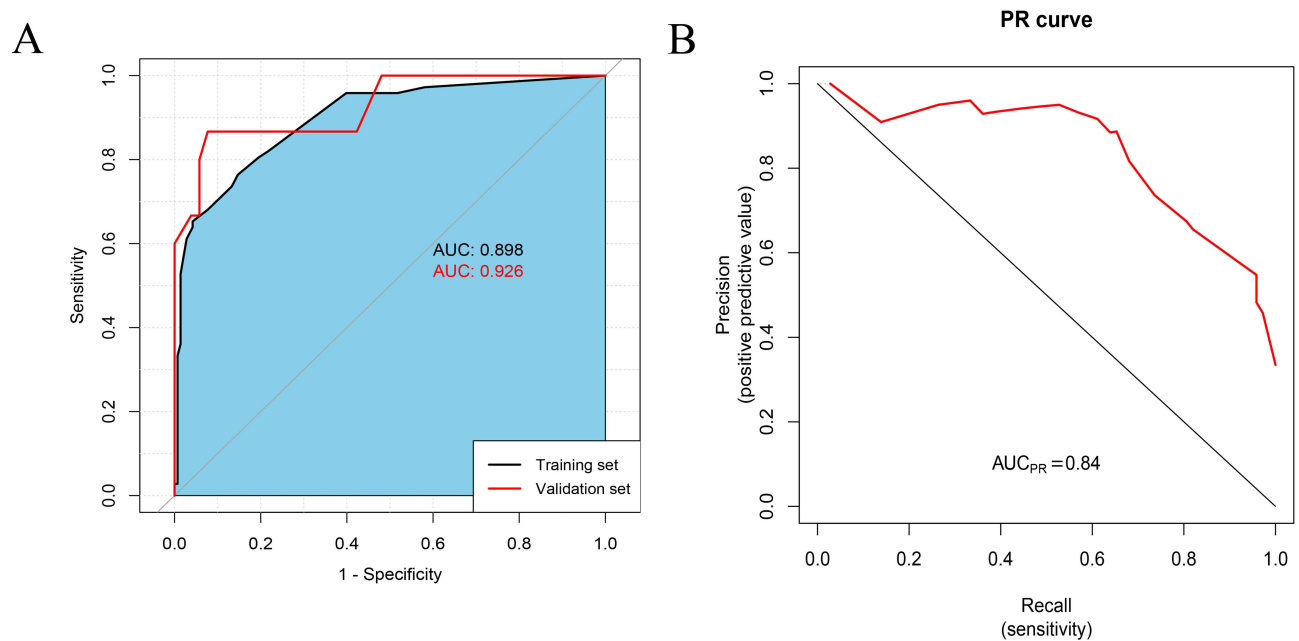 A
Sensitivity
1.0
0.8
0.6
0.4
0.2
0.0
AUC: 0.898
AUC: 0.926
Training set
Validation set
0.0 0.2 0.4 0.6 0.8 1.0
1 - Specificity
B
PR curve
Precision
(positive predictive value)
1.0
0.8
0.6
0.4
0.2
0.0
AUCPR=0.84
0.0 0.2 0.4 0.6 0.8 1.0
Recall
(sensitivity)